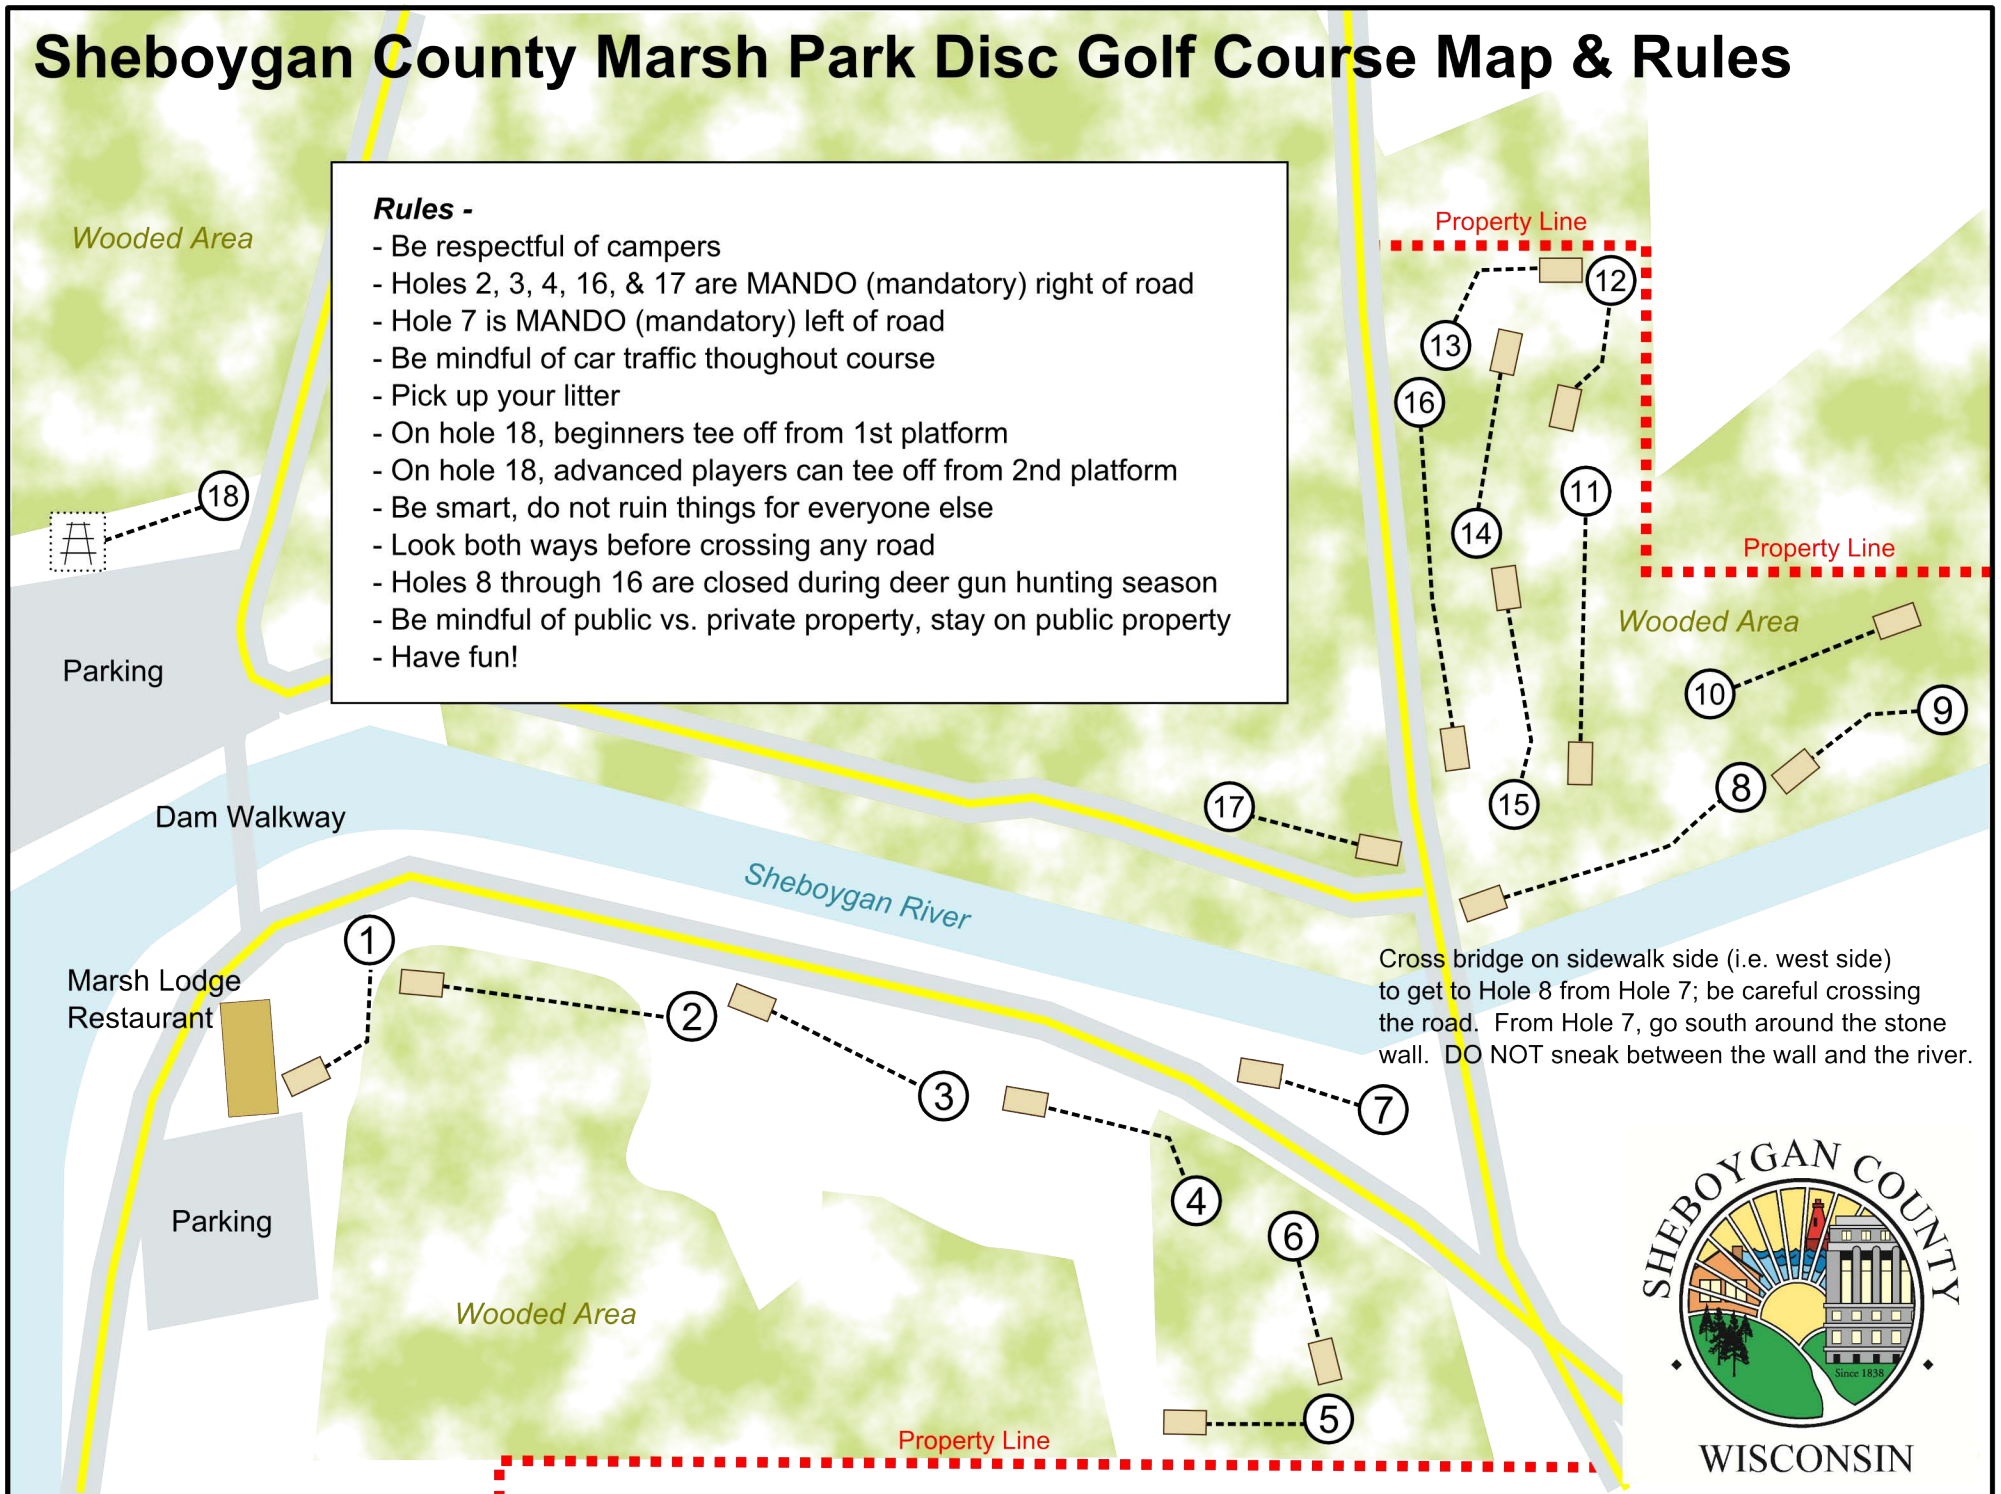 Sheboygan County Marsh Park Disc Golf Course Map & Rules
Rules -
- Be respectful of campers
- Holes 2, 3, 4, 16, & 17 are MANDO (mandatory) right of road
- Hole 7 is MANDO (mandatory) left of road
- Be mindful of car traffic thoughout course
- Pick up your litter
- On hole 18, beginners tee off from 1st platform
- On hole 18, advanced players can tee off from 2nd platform
- Be smart, do not ruin things for everyone else
- Look both ways before crossing any road
- Holes 8 through 16 are closed during deer gun hunting season
- Be mindful of public vs. private property, stay on public property
- Have fun!
Wooded Area
Property Line
12
13
16
18
11
14
Property Line
Wooded Area
Parking
10
9
8
15
17
Dam Walkway
Sheboygan River
1
Marsh Lodge
Restaurant
2
3
Cross bridge on sidewalk side (i.e. west side)
to get to Hole 8 from Hole 7; be careful crossing
the road. From Hole 7, go south around the stone
wall. DO NOT sneak between the wall and the river.
7
4
6
Parking
Wooded Area
5
Property Line
SHEBOYGAN COUNTY
Since 1838
WISCONSIN